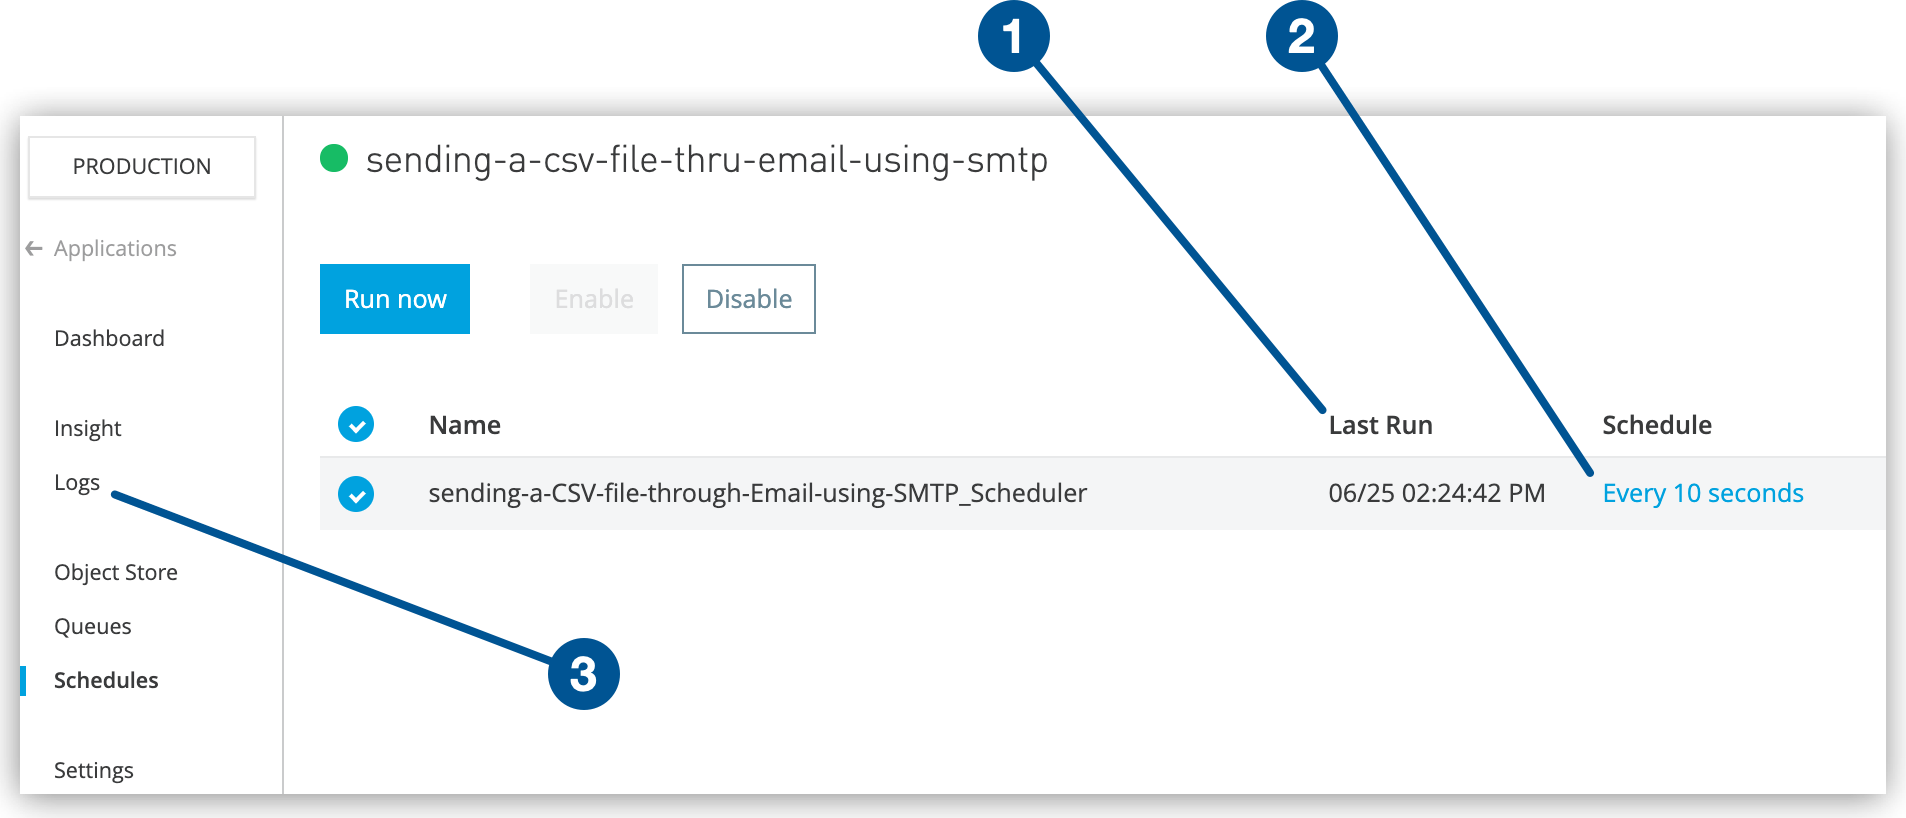 1
2
PRODUCTION
sending-a-csv-file-thru-email-using-smtp
← Applications
Run now
Enable
Disable
Dashboard
Name
Last Run
Schedule
Insight
Logs
sending-a-CSV-file-through-Email-using-SMTP_Scheduler
06/25 02:24:42 PM
Every 10 seconds
Object Store
Queues
Schedules
3
Settings